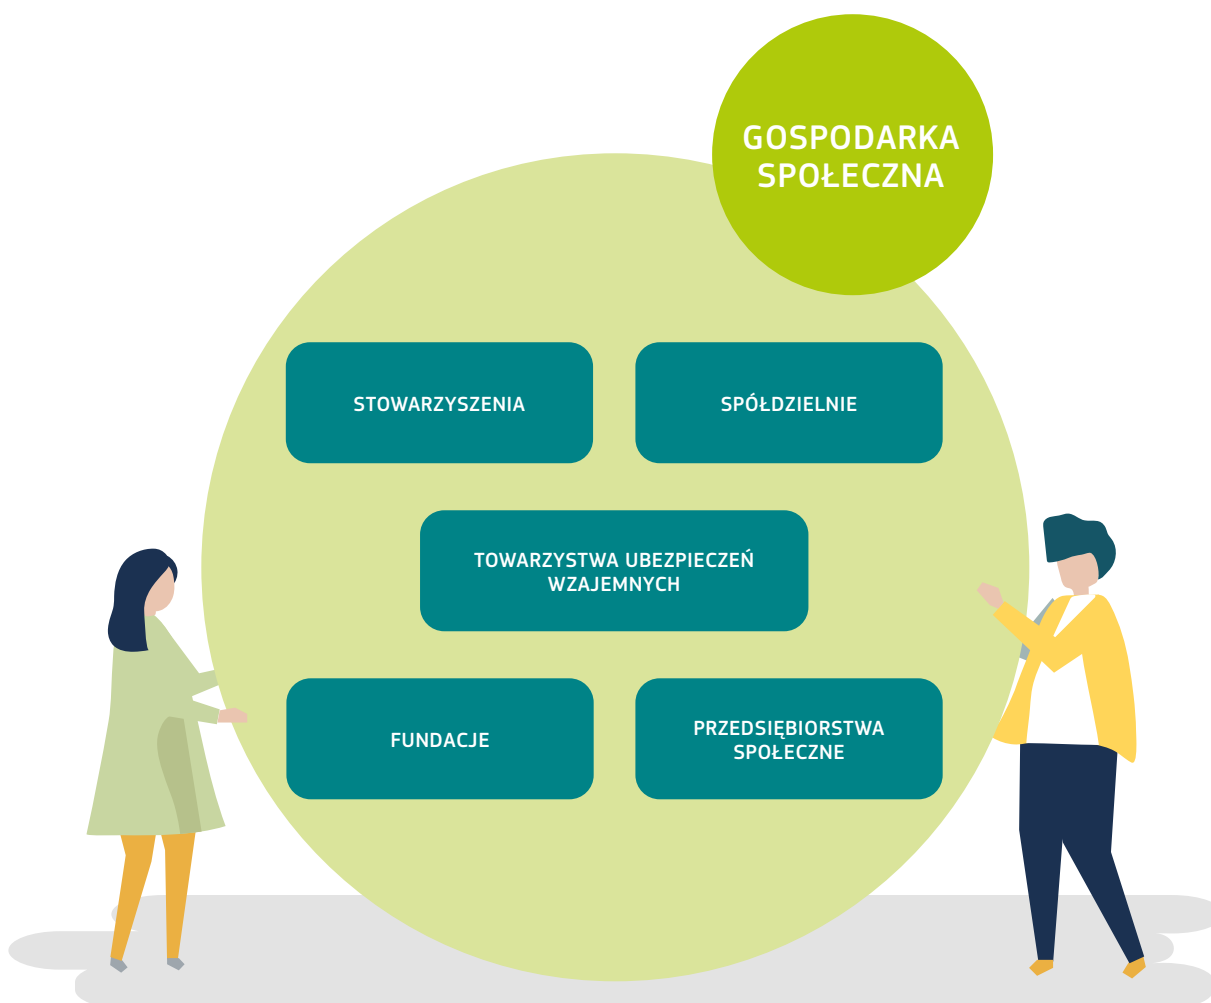 GOSPODARKA
SPOŁECZNA
STOWARZYSZENIA
SPÓŁDZIELNIE
TOWARZYSTWA UBEZPIECZEŃ
WZAJEMNYCH
FUNDACJE
PRZEDSIĘBIORSTWA
SPOŁECZNE